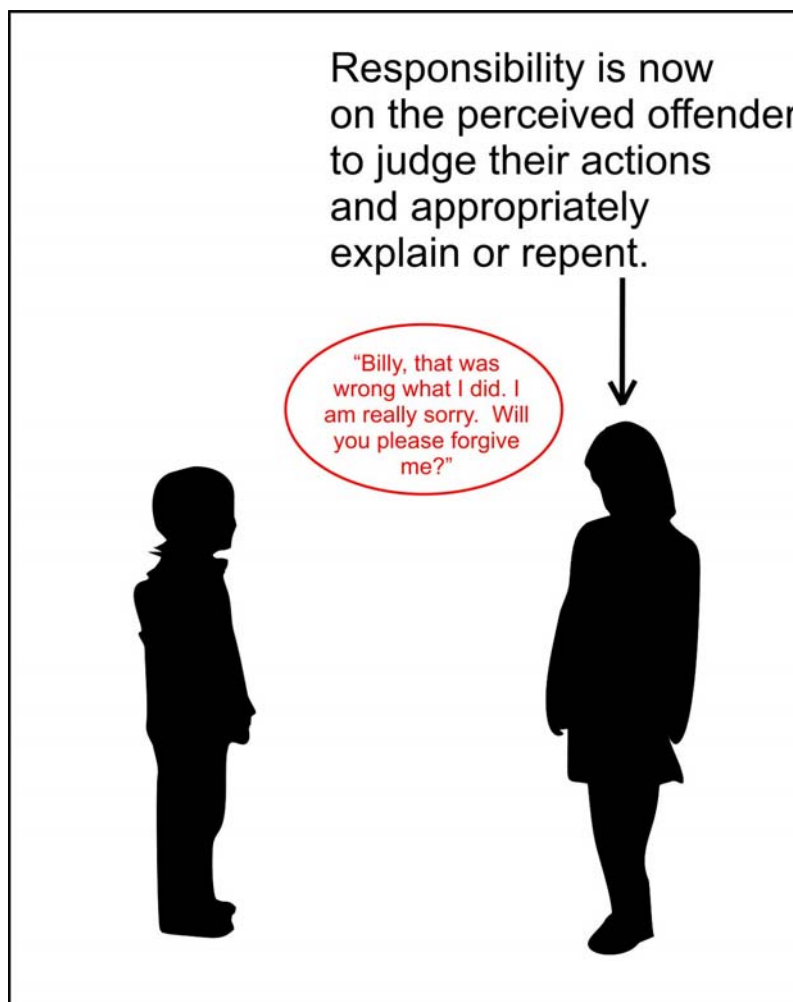 Responsibility is now
on the perceived offender
to judge their actions
and appropriately
explain or repent.
“Billy, that was
wrong what I did. I
am really sorry.  Will
you please forgive
me?”